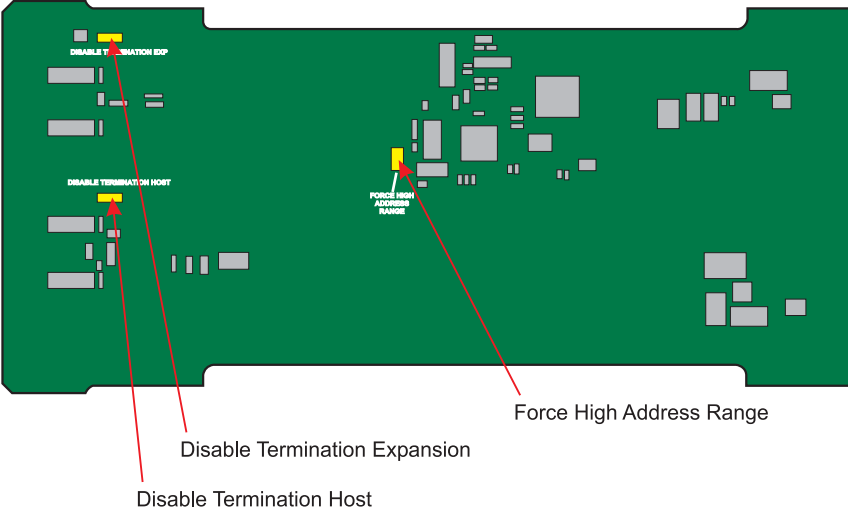 DISABLE TERMINATION EXP
DISABLE TERMINATION HOST
FORCE HIGH
ADDRESS
RANGE
Force High Address Range
Disable Termination Expansion
Disable Termination Host